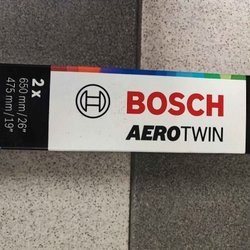 2 x
650 mm/26"
475 mm/19"
BOSCH
AEROTWIN